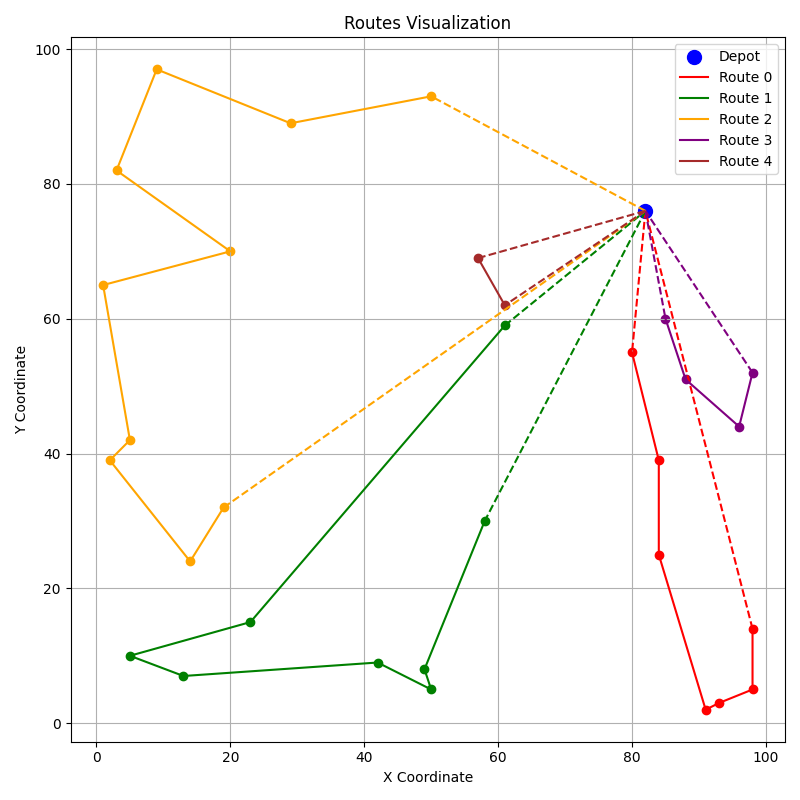 Routes Visualization
Depot
Route 0
Route 1
Route 2
Route 3
Route 4
Y Coordinate
100
80
60
40
20
0
0 20 40 60 80 100
X Coordinate